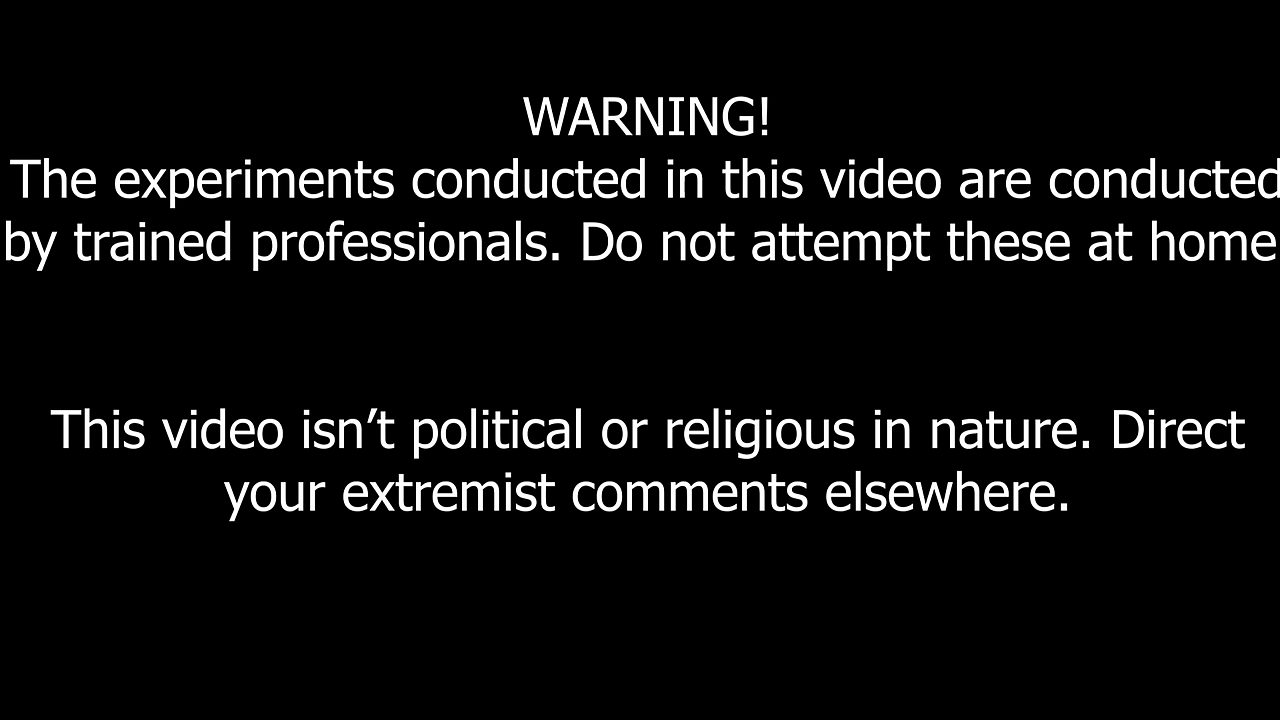 WARNING!
The experiments conducted in this video are conducted
by trained professionals. Do not attempt these at home
This video isn’t political or religious in nature. Direct
your extremist comments elsewhere.